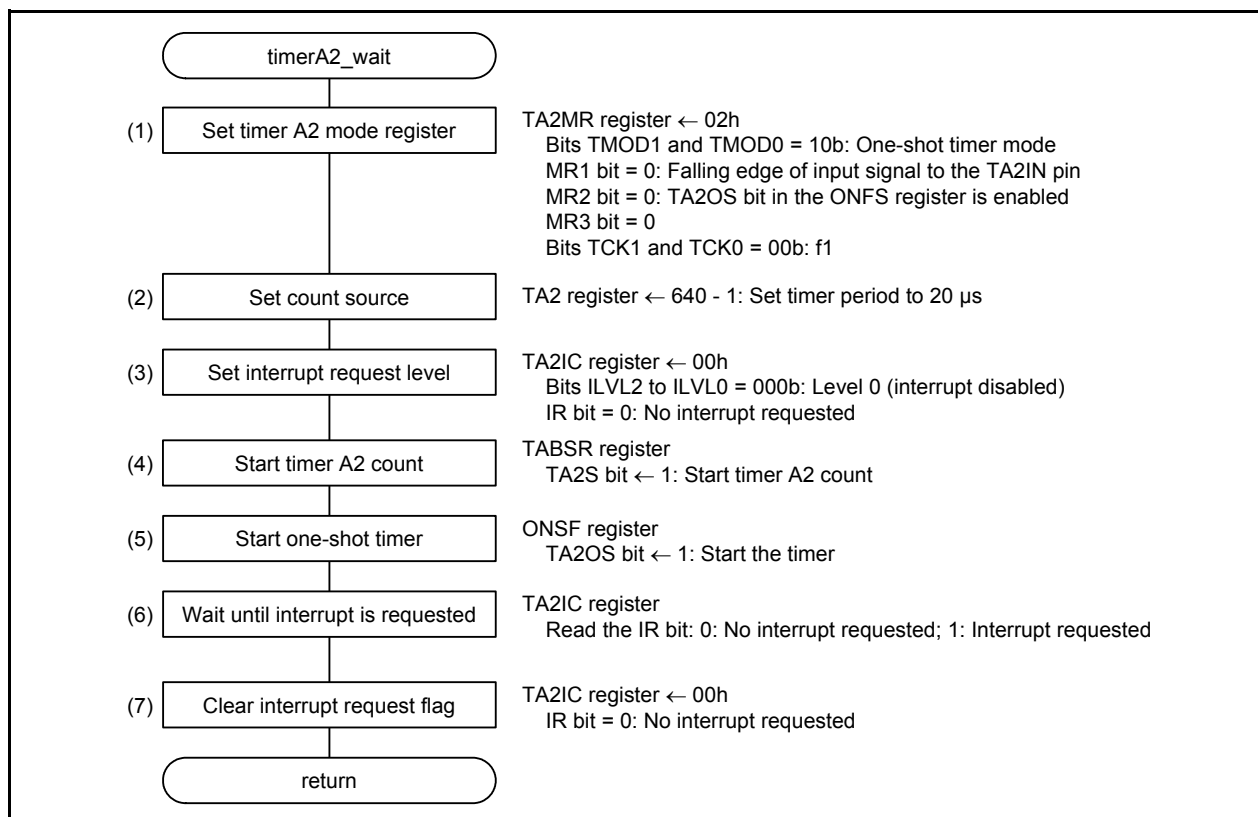 timerA2_wait
(1) Set timer A2 mode register
TA2MR register ← 02h
Bits TMOD1 and TMOD0 = 10b: One-shot timer mode
MR1 bit = 0: Falling edge of input signal to the TA2IN pin
MR2 bit = 0: TA2OS bit in the ONFS register is enabled
MR3 bit = 0
Bits TCK1 and TCK0 = 00b: f1
(2) Set count source
TA2 register ← 640 - 1: Set timer period to 20 µs
(3) Set interrupt request level
TA2IC register ← 00h
Bits ILVL2 to ILVL0 = 000b: Level 0 (interrupt disabled)
IR bit = 0: No interrupt requested
(4) Start timer A2 count
TABSR register
TA2S bit ← 1: Start timer A2 count
(5) Start one-shot timer
ONSF register
TA2OS bit ← 1: Start the timer
(6) Wait until interrupt is requested
TA2IC register
Read the IR bit: 0: No interrupt requested; 1: Interrupt requested
(7) Clear interrupt request flag
TA2IC register ← 00h
IR bit = 0: No interrupt requested
return